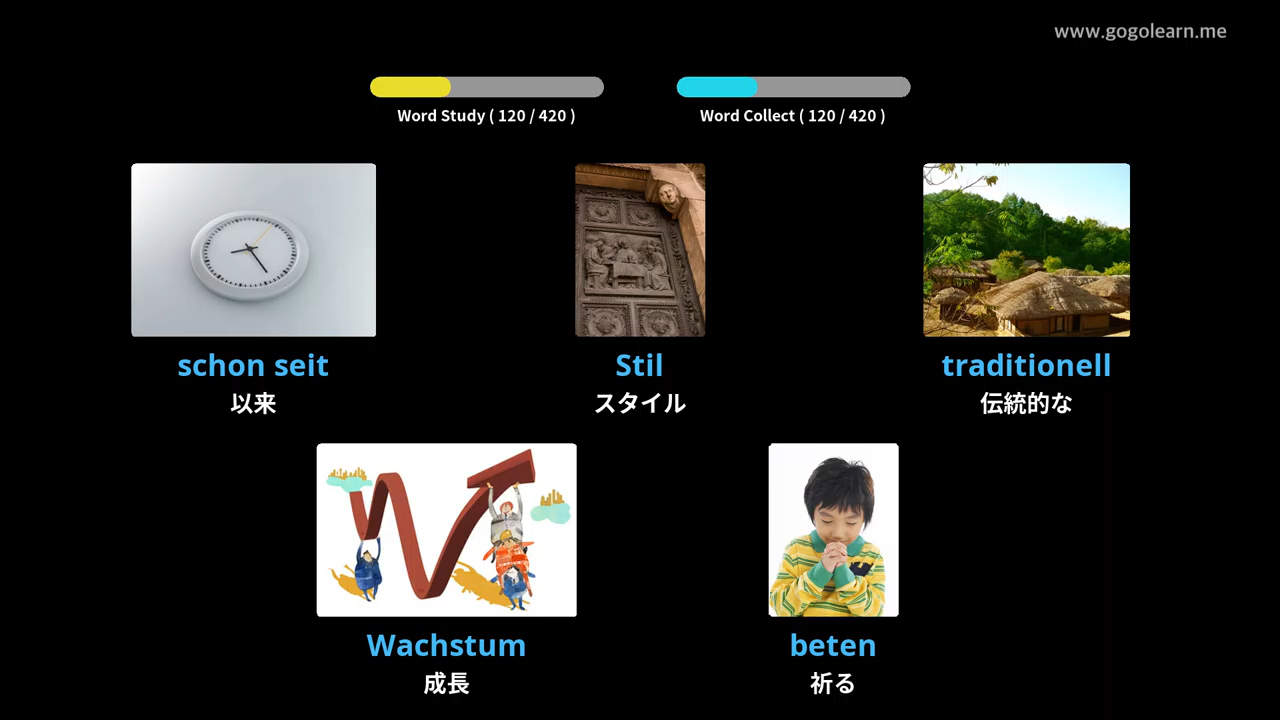 www.gogolearn.me
Word Study ( 120 / 420 )
Word Collect ( 120 / 420 )
schon seit
以来
Stil
スタイル
traditionell
伝統的な
Wachstum
成長
beten
祈る